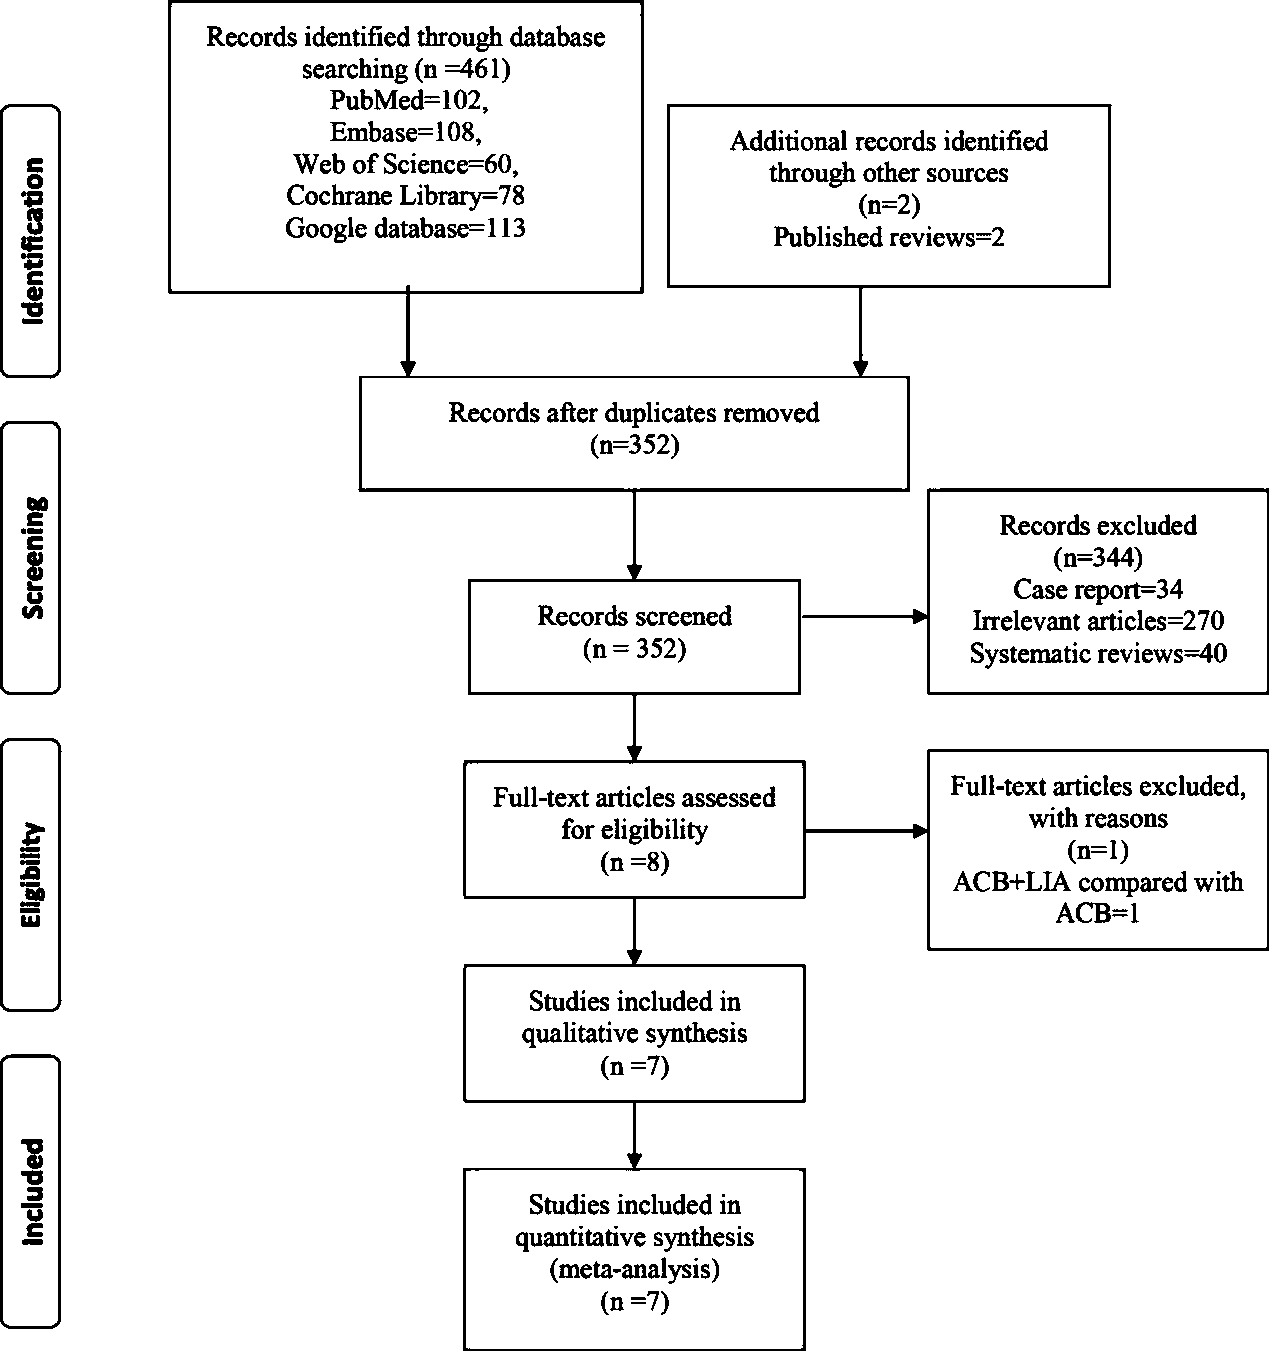 Records identified through database
searching (n =461)
PubMed=102,
Embase=108,
Web of Science=60,
Cochrane Library=78
Google database=113
Additional records identified
through other sources
(n=2)
Published reviews=2
Identification
Records after duplicates removed
(n=352)
Screening
Records screened
(n = 352)
Records excluded
(n=344)
Case report=34
Irrelevant articles=270
Systematic reviews=40
Eligibility
Full-text articles assessed
for eligibility
(n =8)
Full-text articles excluded,
with reasons
(n=1)
ACB+LIA compared with
ACB=1
Studies included in
qualitative synthesis
(n =7)
Included
Studies included in
quantitative synthesis
(meta-analysis)
(n =7)